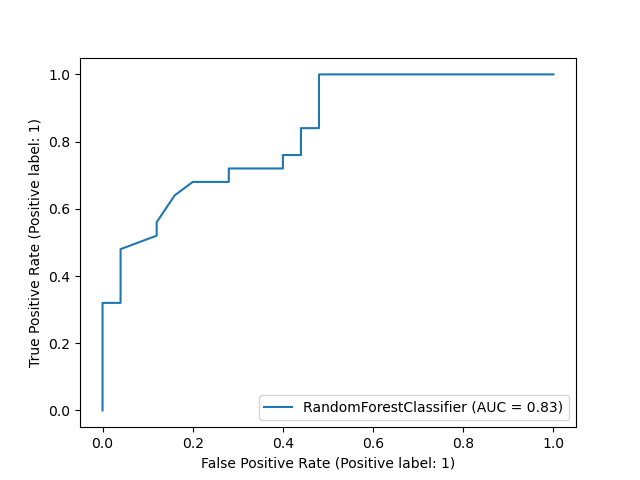 1.0
0.8
0.6
0.4
0.2
0.0
True Positive Rate (Positive label: 1)
RandomForestClassifier (AUC = 0.83)
0.0 0.2 0.4 0.6 0.8 1.0
False Positive Rate (Positive label: 1)